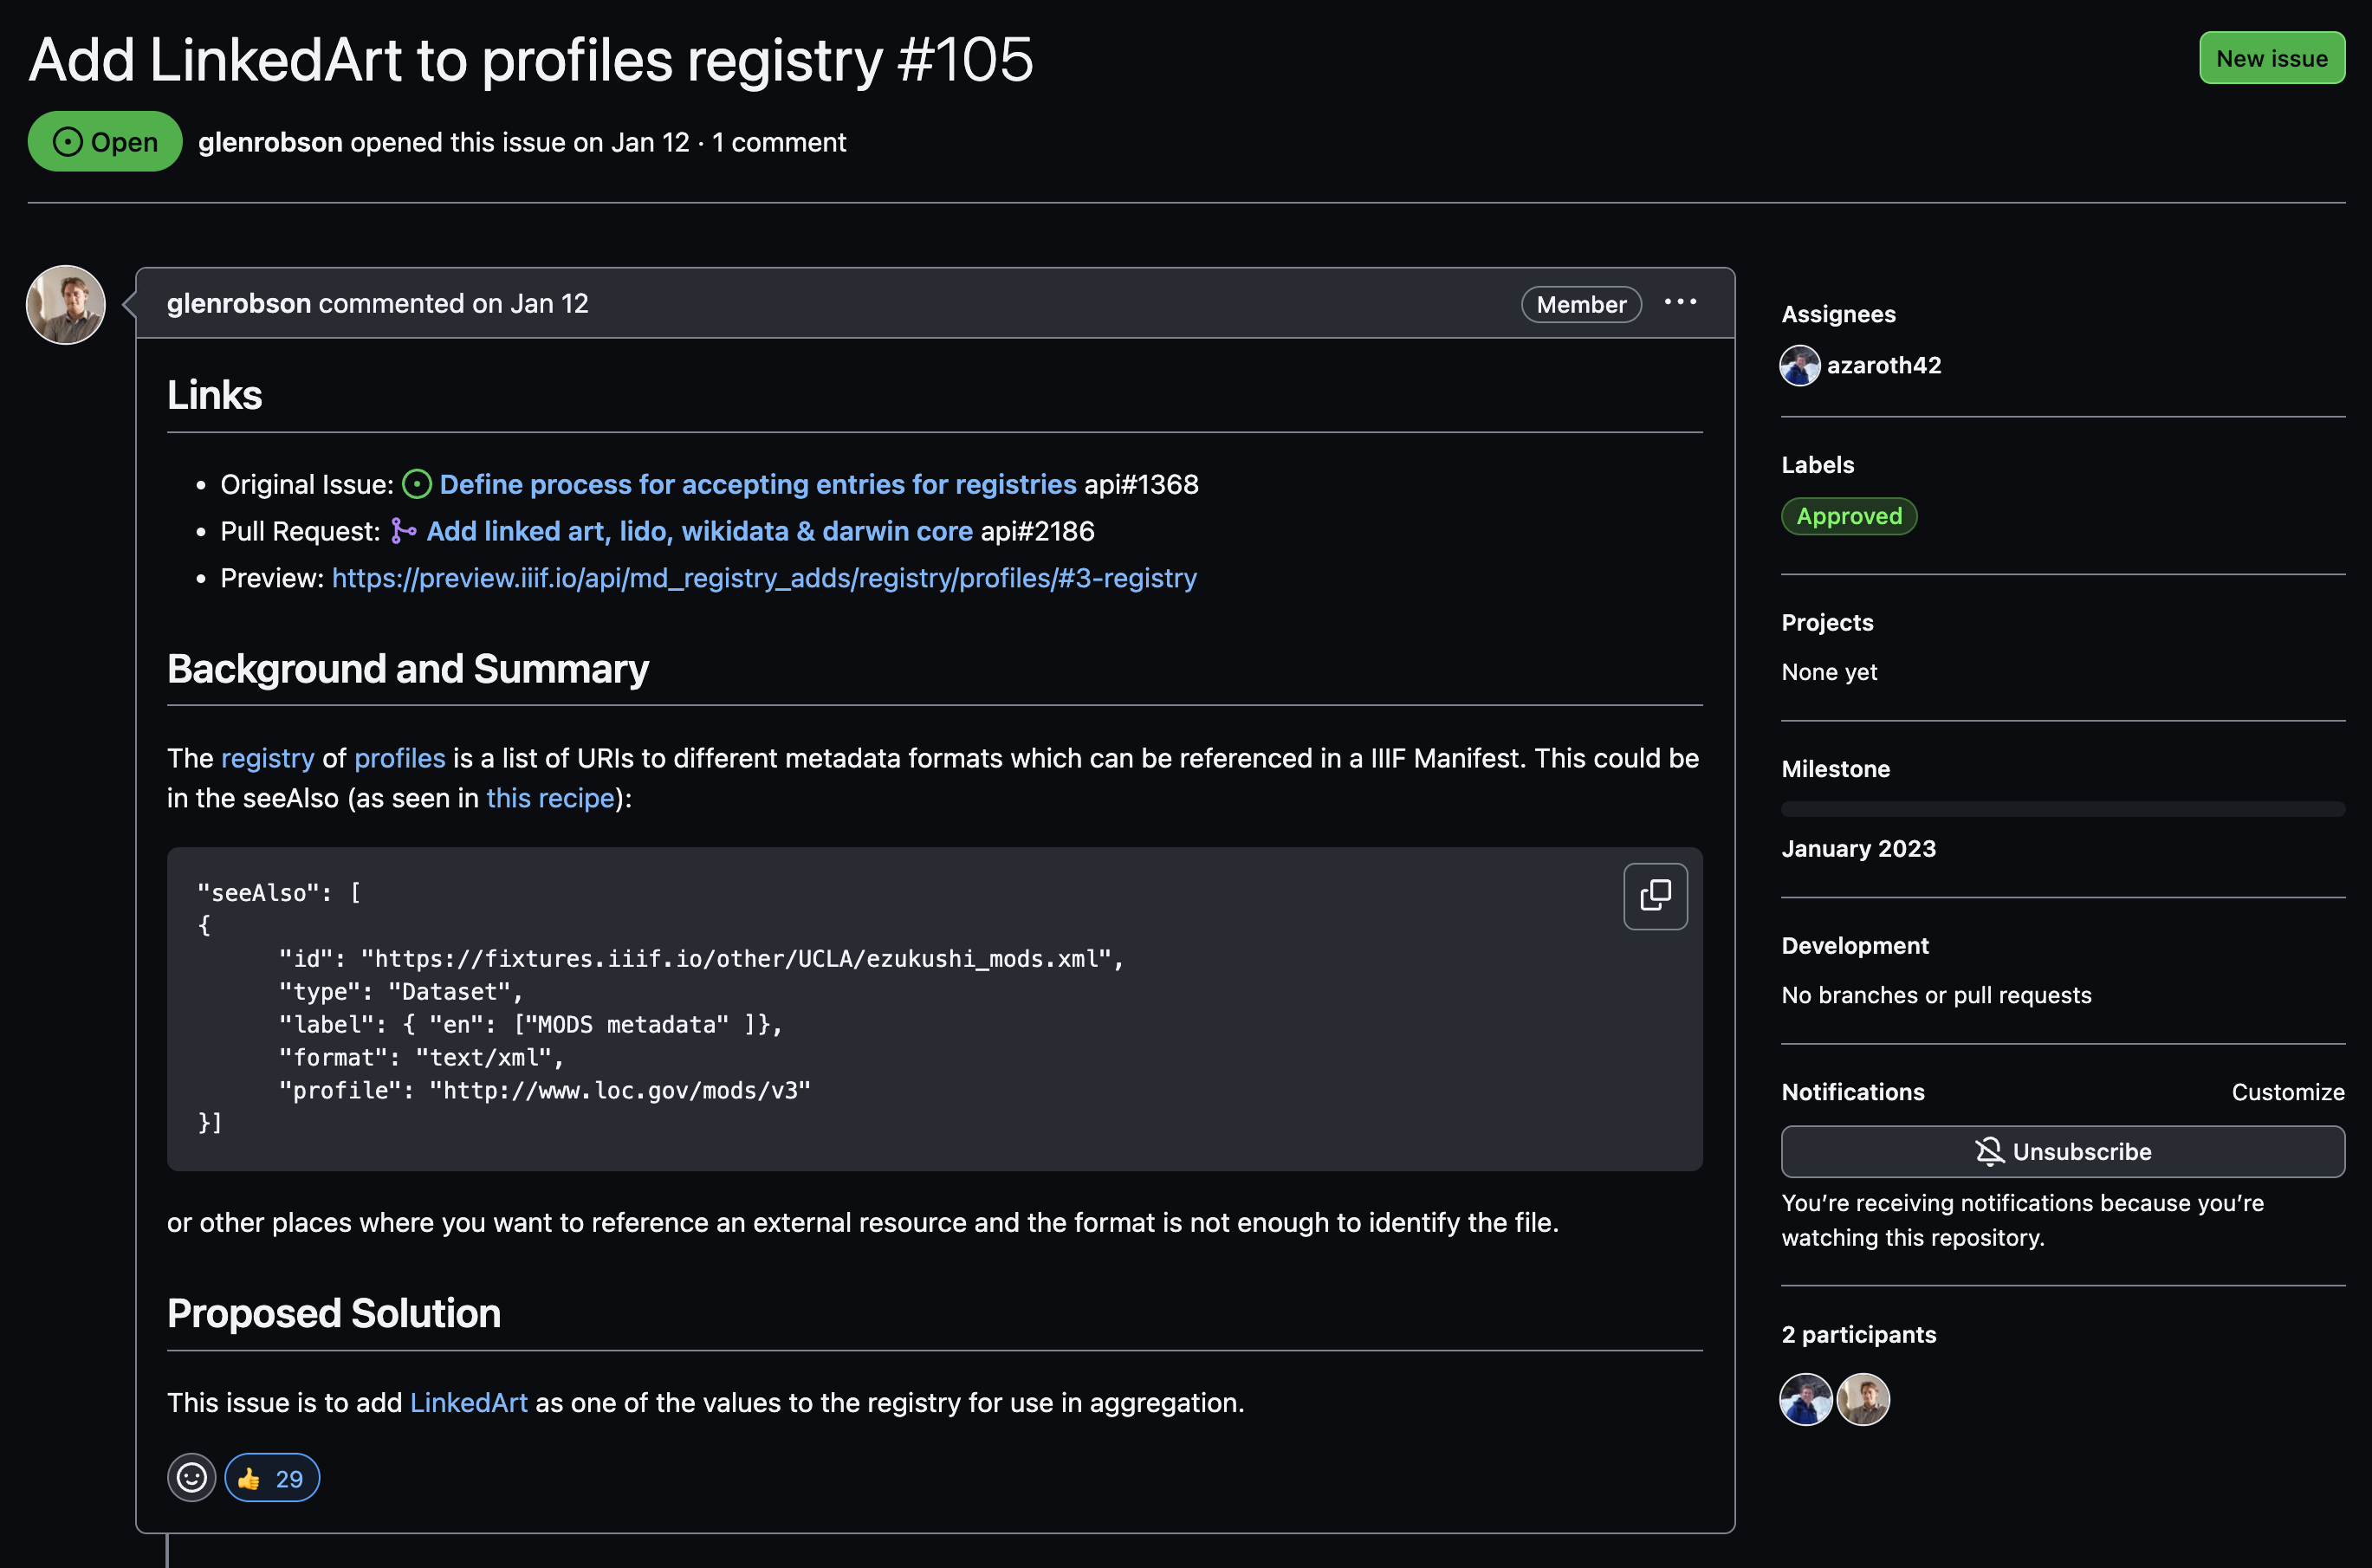 Add LinkedArt to profiles registry #105
New issue
Open
glenrobson opened this issue on Jan 12 · 1 comment
glenrobson commented on Jan 12
Member
Links
• Original Issue: Define process for accepting entries for registries api#1368
• Pull Request: Add linked art, lido, wikidata & darwin core api#2186
• Preview: https://preview.iiif.io/api/md_registry_adds/registry/profiles/#3-registry
Background and Summary
The registry of profiles is a list of URIs to different metadata formats which can be referenced in a IIIF Manifest. This could be
in the seeAlso (as seen in this recipe):
"seeAlso": [
{
"id": "https://fixtures.iiif.io/other/UCLA/ezukushi_mods.xml",
"type": "Dataset",
"label": { "en": ["MODS metadata" ]},
"format": "text/xml",
"profile": "http://www.loc.gov/mods/v3"
}]
or other places where you want to reference an external resource and the format is not enough to identify the file.
Proposed Solution
This issue is to add LinkedArt as one of the values to the registry for use in aggregation.
👍 29
Assignees
azaroth42
Labels
Approved
Projects
None yet
Milestone
January 2023
Development
No branches or pull requests
Notifications
Customize
Unsubscribe
You’re receiving notifications because you’re
watching this repository.
2 participants